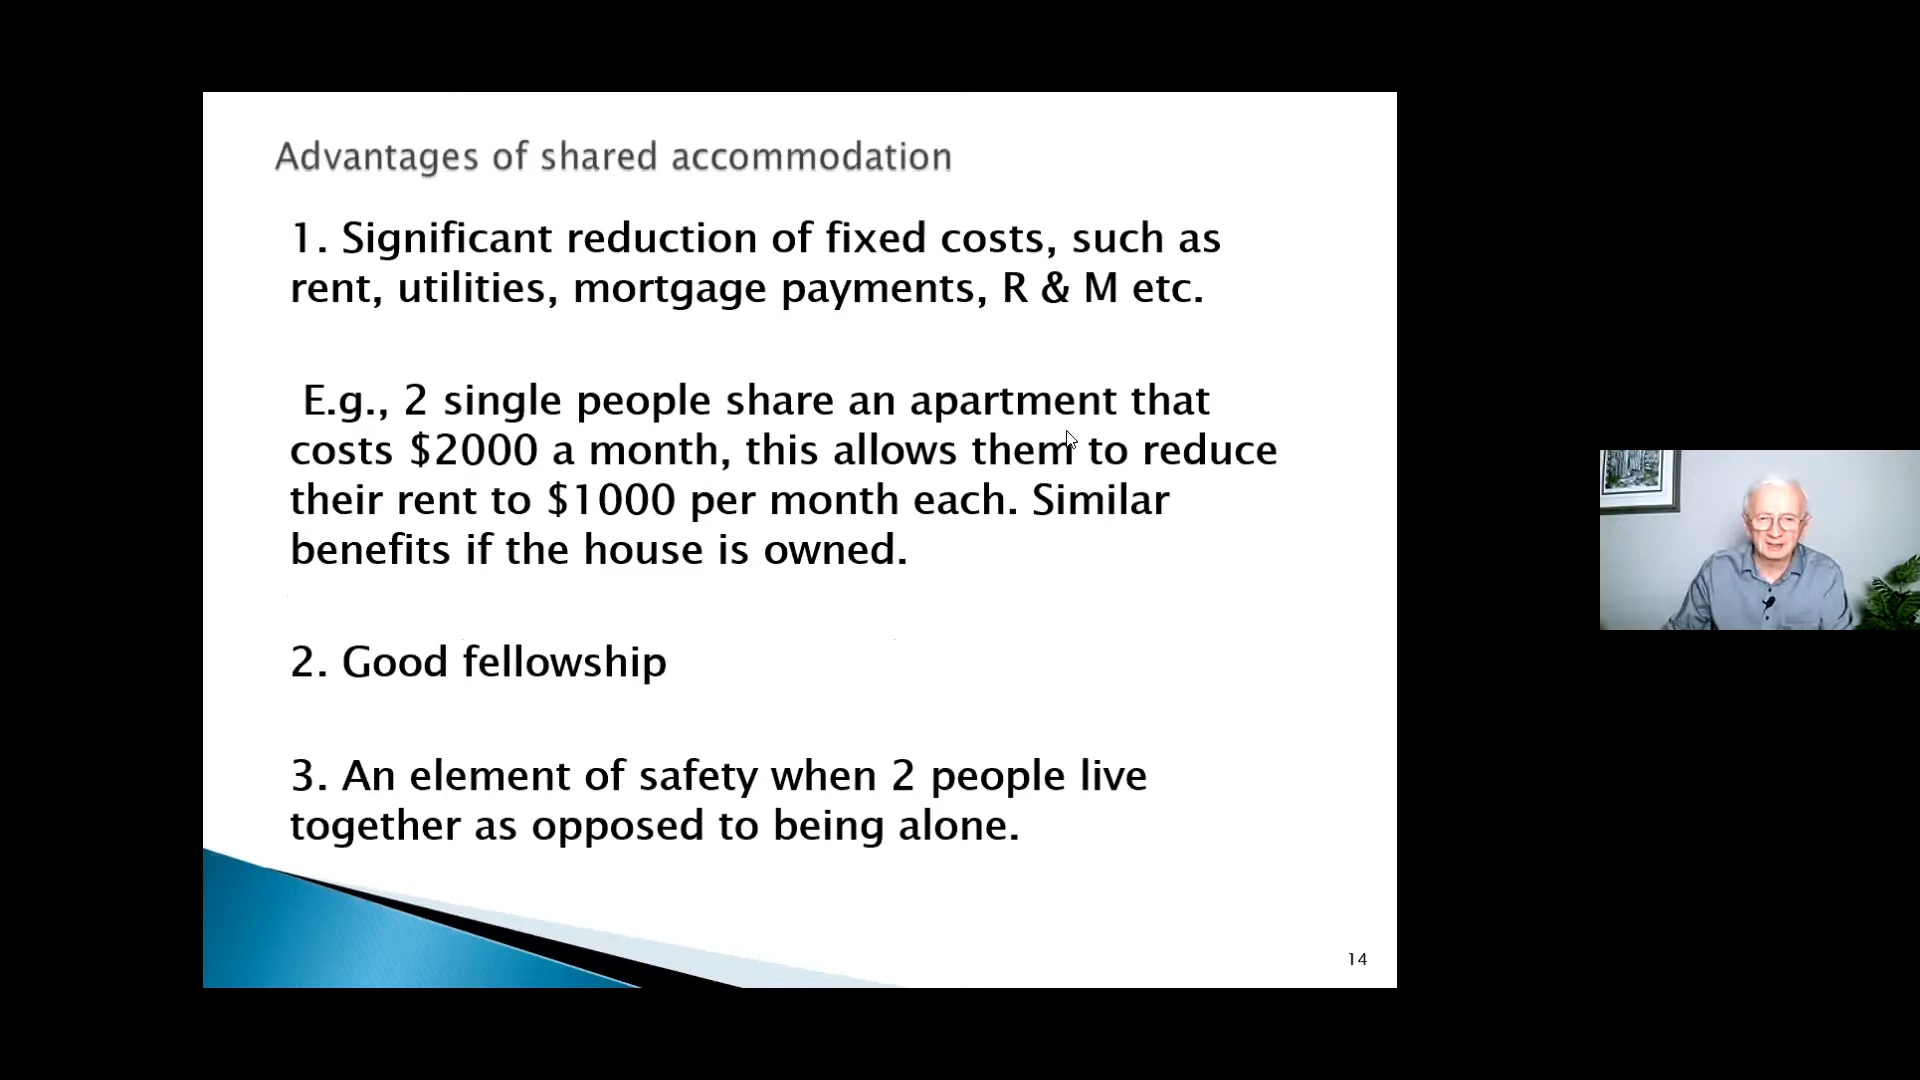 Advantages of shared accommodation
1. Significant reduction of fixed costs, such as
rent, utilities, mortgage payments, R & M etc.
E.g., 2 single people share an apartment that
costs $2000 a month, this allows them to reduce
their rent to $1000 per month each. Similar
benefits if the house is owned.
2. Good fellowship
3. An element of safety when 2 people live
together as opposed to being alone.
14